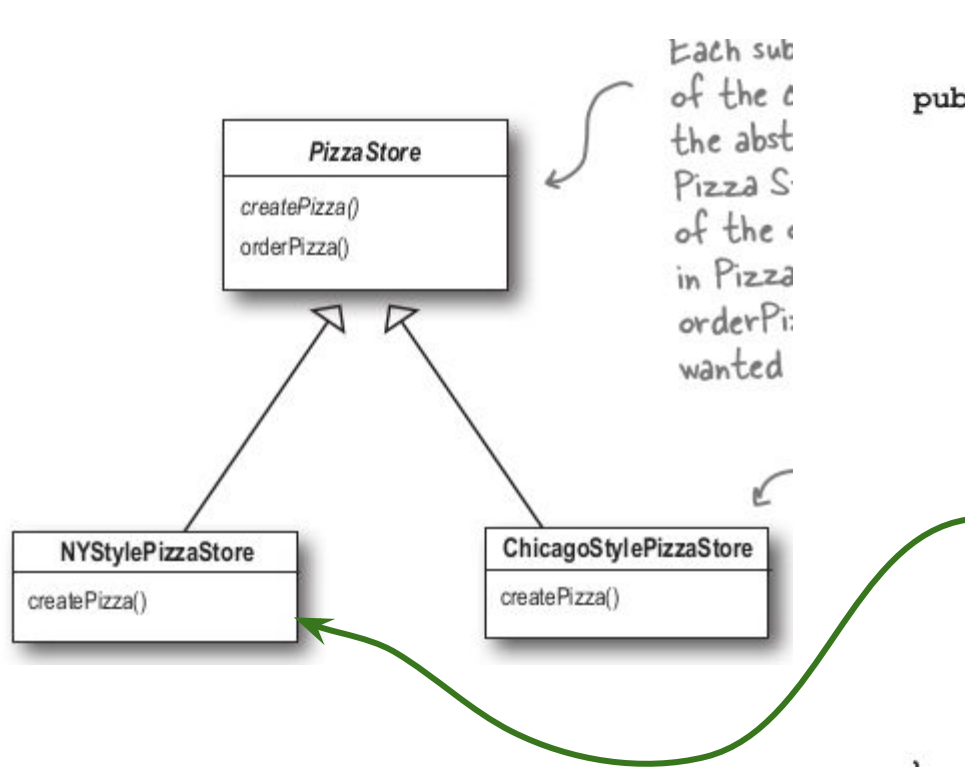 Each sub
of the
the abst
Pizza S
of the
in Pizza
orderPi
wanted
pub
PizzaStore
createPizza()
orderPizza()
NYStylePizzaStore
createPizza()
ChicagoStylePizzaStore
createPizza()